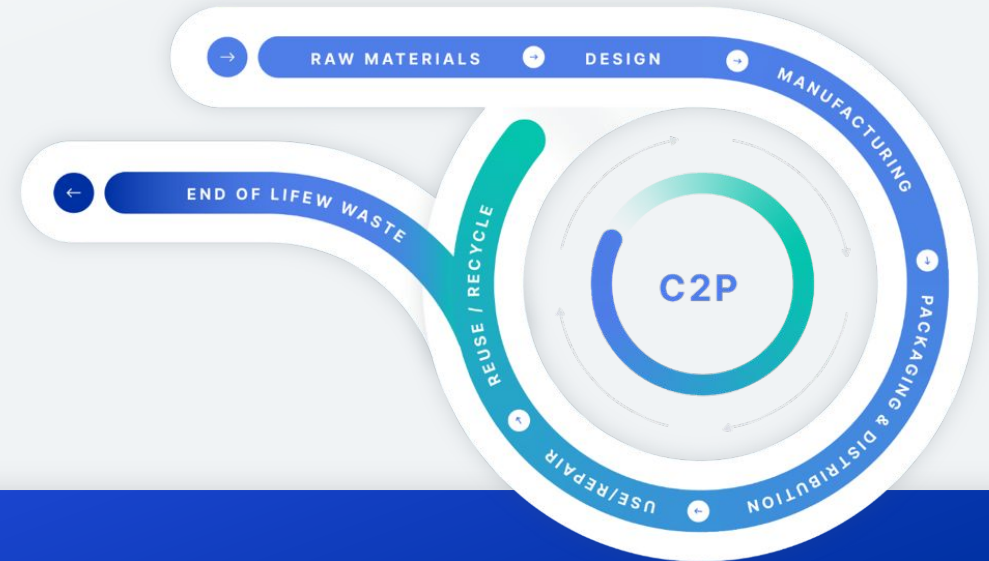 RAW MATERIALS
DESIGN
MANUFACTURING
PACKAGING & DISTRIBUTION
USE/REPAIR
REUSE / RECYCLE
END OF LIFEW WASTE
C2P